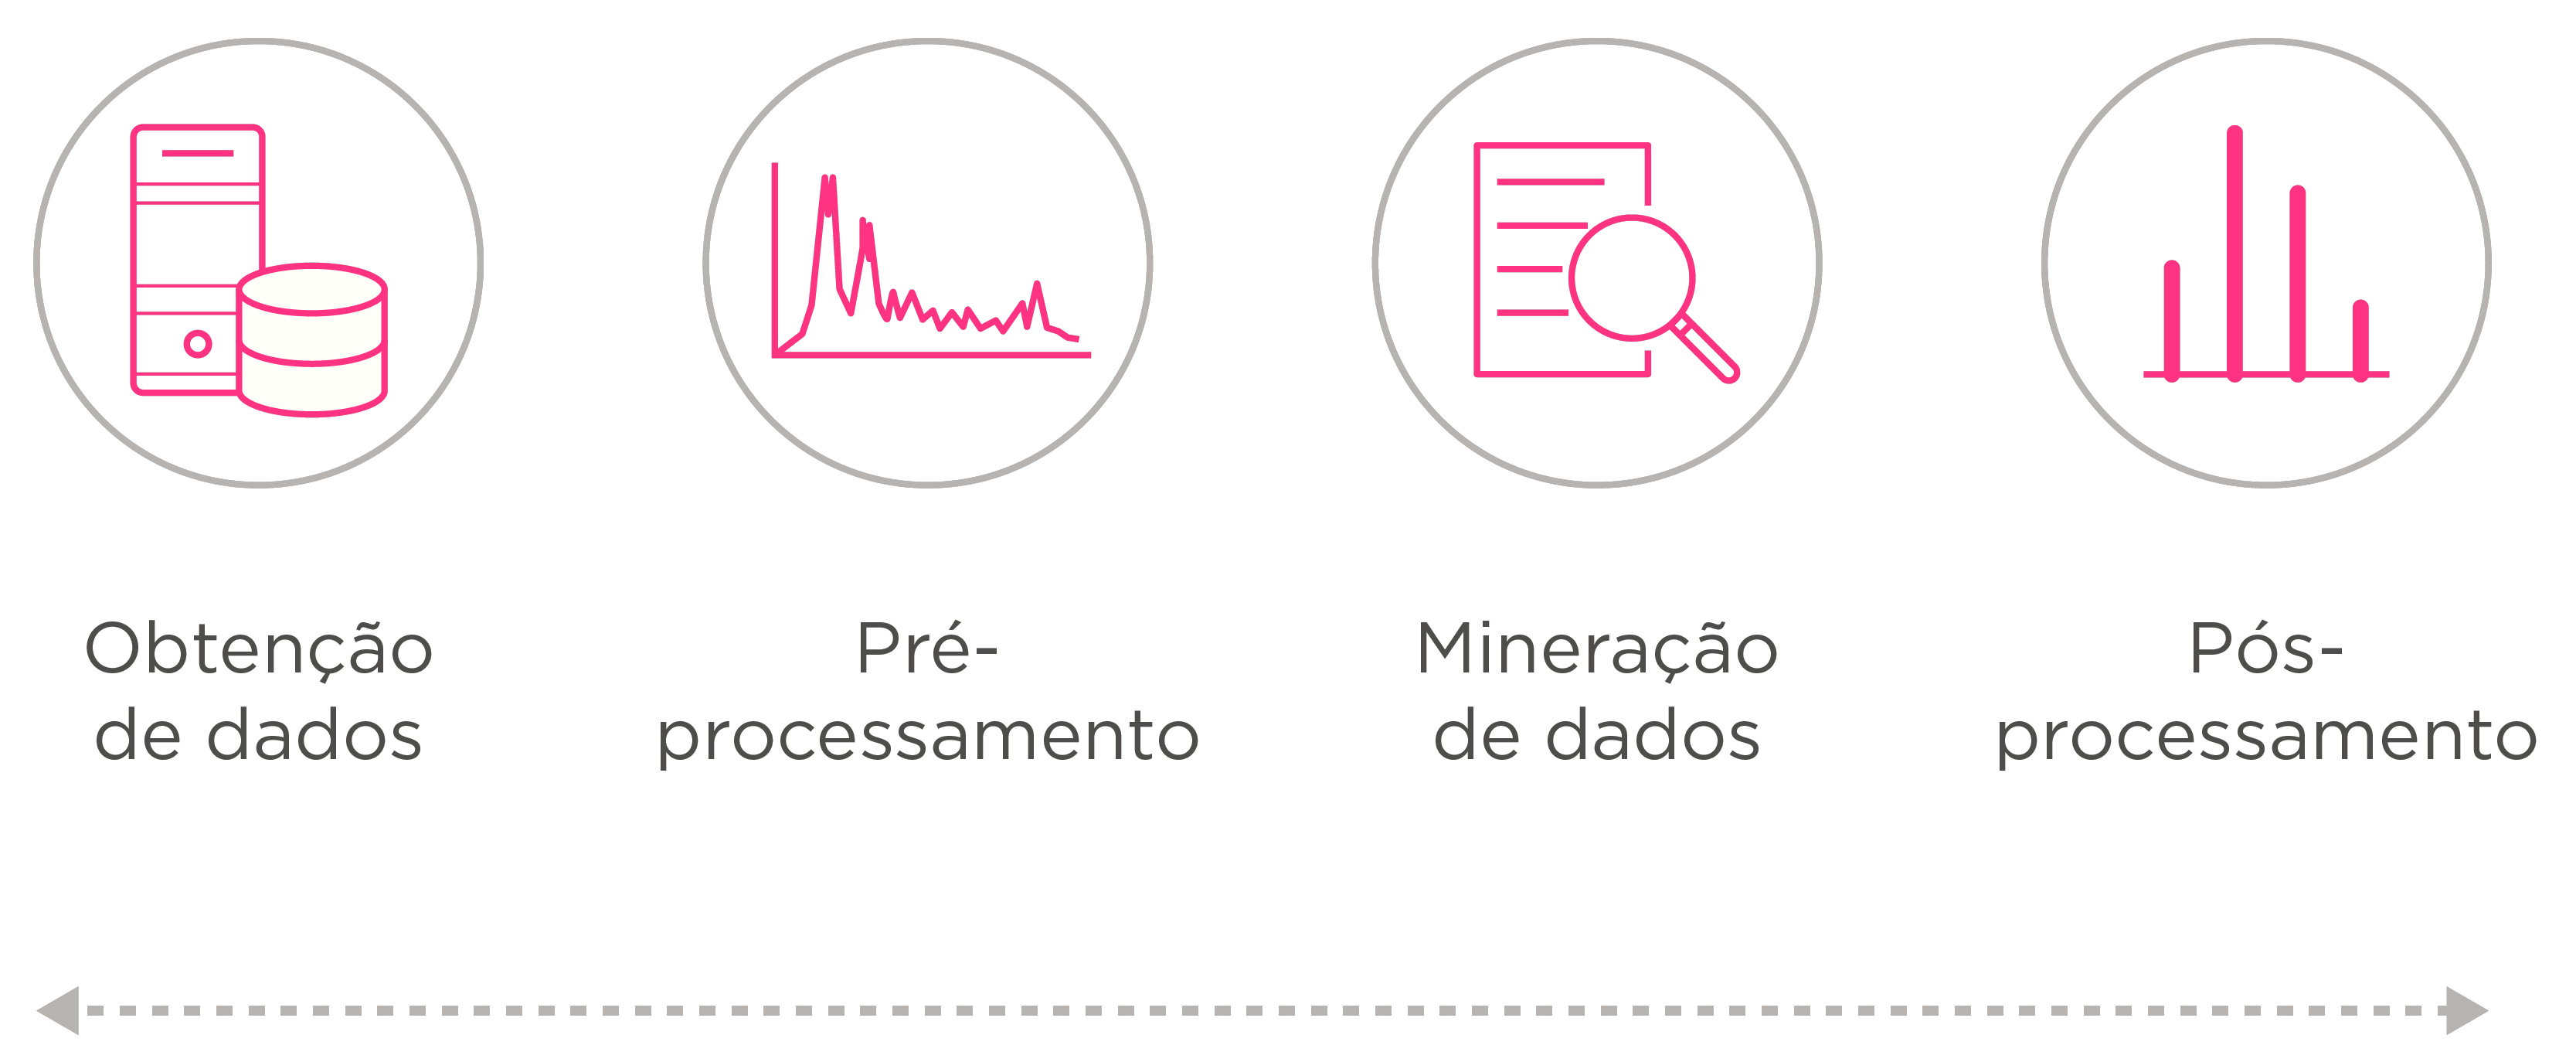 Obtenção
de dados
Pré-
processamento
Mineração
de dados
Pós-
processamento